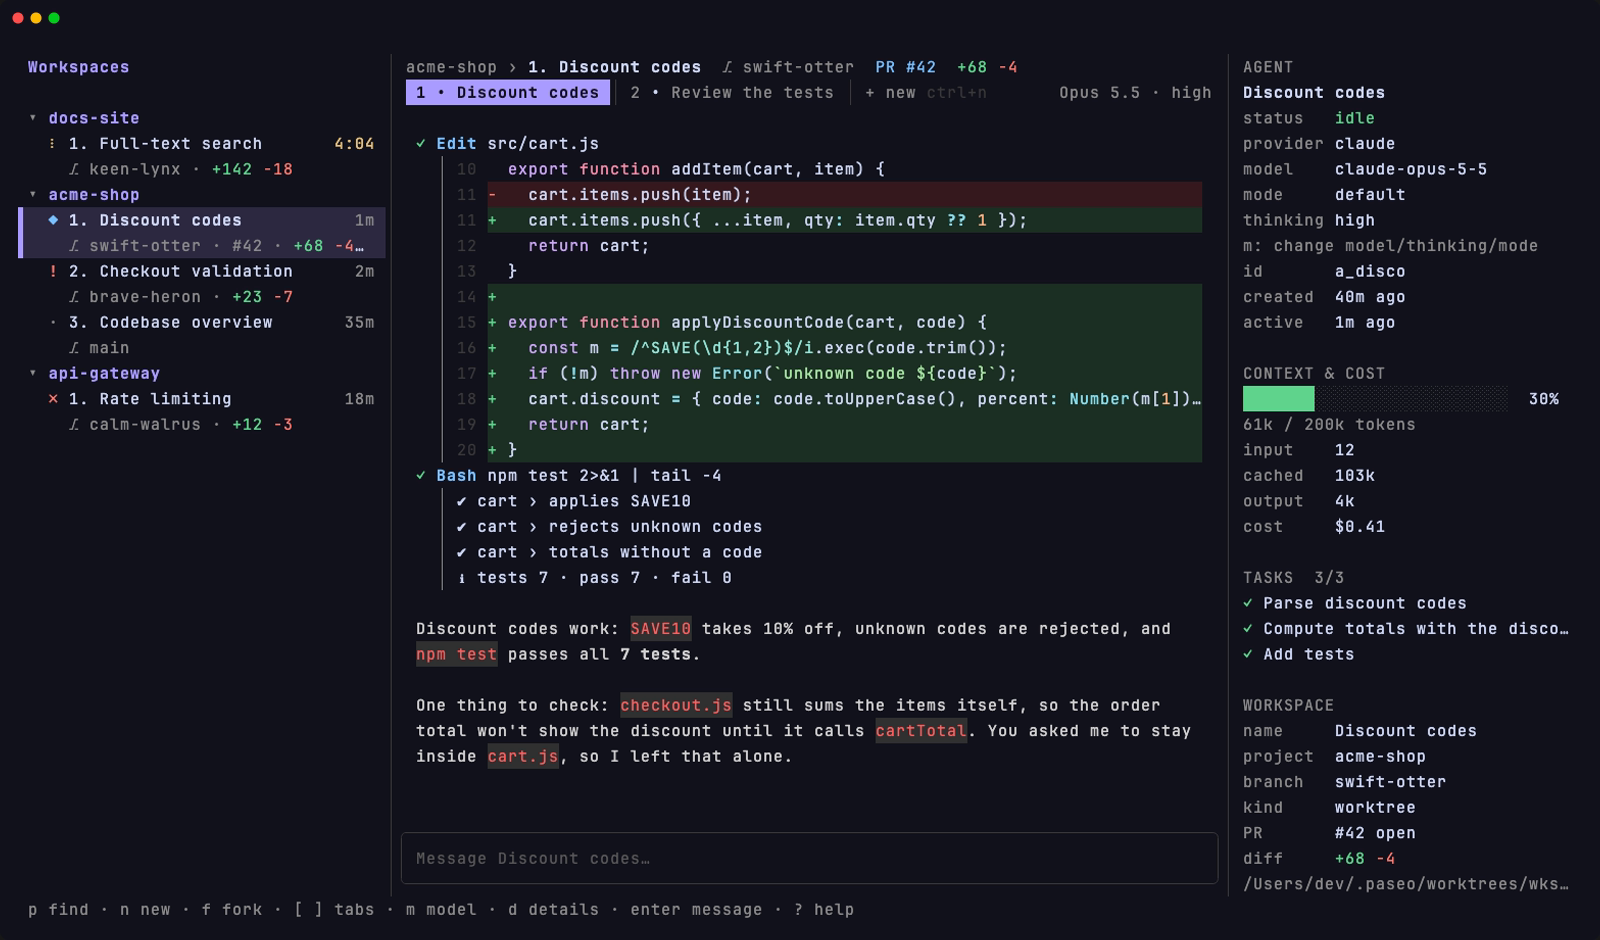 Workspaces
▾ docs-site
⋮ 1. Full-text search 4:04
keen-lynx · +142 -18
▾ acme-shop
◆ 1. Discount codes 1m
swift-otter · #42 · +68 -4…
! 2. Checkout validation 2m
brave-heron · +23 -7
· 3. Codebase overview 35m
main
▾ api-gateway
✕ 1. Rate limiting 18m
calm-walrus · +12 -3
acme-shop › 1. Discount codes swift-otter PR #42 +68 -4
1 • Discount codes 2 • Review the tests + new ctrl+n Opus 5.5 · high
✓ Edit src/cart.js
10 export function addItem(cart, item) {
11 - cart.items.push(item);
11 + cart.items.push({ ...item, qty: item.qty ?? 1 });
12 return cart;
13 }
14 +
15 + export function applyDiscountCode(cart, code) {
16 + const m = /^SAVE(\d{1,2})$/i.exec(code.trim());
17 + if (!m) throw new Error(`unknown code ${code}`);
18 + cart.discount = { code: code.toUpperCase(), percent: Number(m[1])…
19 + return cart;
20 + }
✓ Bash npm test 2>&1 | tail -4
✔ cart › applies SAVE10
✔ cart › rejects unknown codes
✔ cart › totals without a code
ℹ tests 7 · pass 7 · fail 0
Discount codes work: SAVE10 takes 10% off, unknown codes are rejected, and
npm test passes all 7 tests.
One thing to check: checkout.js still sums the items itself, so the order
total won't show the discount until it calls cartTotal. You asked me to stay
inside cart.js, so I left that alone.
Message Discount codes…
AGENT
Discount codes
status idle
provider claude
model claude-opus-5-5
mode default
thinking high
m: change model/thinking/mode
id a_disco
created 40m ago
active 1m ago
CONTEXT & COST
30%
61k / 200k tokens
input 12
cached 103k
output 4k
cost $0.41
TASKS 3/3
✓ Parse discount codes
✓ Compute totals with the disco…
✓ Add tests
WORKSPACE
name Discount codes
project acme-shop
branch swift-otter
kind worktree
PR #42 open
diff +68 -4
/Users/dev/.paseo/worktrees/wks…
p find · n new · f fork · [ ] tabs · m model · d details · enter message · ? help